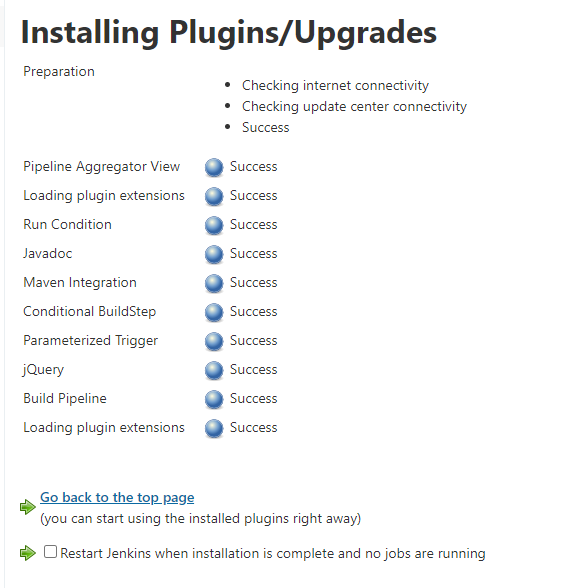 Installing Plugins/Upgrades
Preparation
Checking internet connectivity
Checking update center connectivity
Success
Pipeline Aggregator View Success
Loading plugin extensions Success
Run Condition Success
Javadoc Success
Maven Integration Success
Conditional BuildStep Success
Parameterized Trigger Success
jQuery Success
Build Pipeline Success
Loading plugin extensions Success
Go back to the top page
(you can start using the installed plugins right away)
Restart Jenkins when installation is complete and no jobs are running